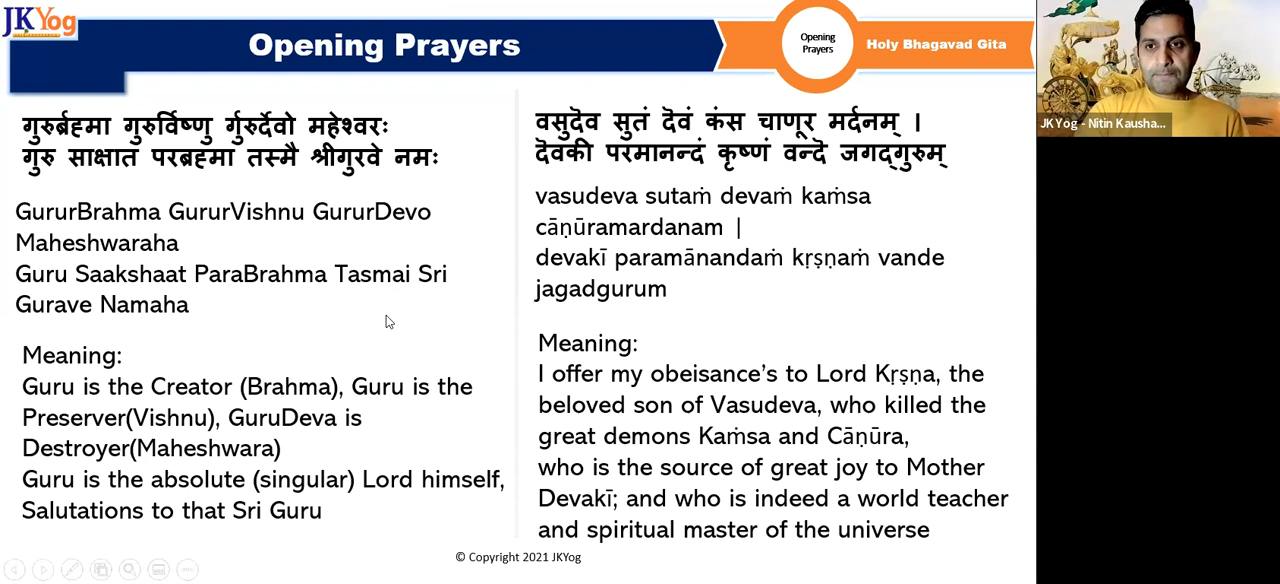 JKYog
Opening Prayers
Opening
Prayers
Holy Bhagavad Gita
गुरुर्ब्रह्मा गुरुर्विष्णु र्गुरुर्देवो महेश्वरः
गुरु साक्षात परब्रह्मा तस्मै श्रीगुरवे नमः
GururBrahma GururVishnu GururDevo
Maheshwaraha
Guru Saakshaat ParaBrahma Tasmai Sri
Gurave Namaha
Meaning:
Guru is the Creator (Brahma), Guru is the
Preserver(Vishnu), GuruDeva is
Destroyer(Maheshwara)
Guru is the absolute (singular) Lord himself,
Salutations to that Sri Guru
वसुदॆव सुतं दॆवं कंस चाणूर मर्दनम् ।
दॆवकी परमानन्दं कृष्णं वन्दॆ जगद्गुरुम्
vasudeva sutaṁ devaṁ kaṁsa
cāṇūramardanam |
devakī paramānandaṁ kṛṣṇaṁ vande
jagadgurum
Meaning:
I offer my obeisance’s to Lord Kṛṣṇa, the
beloved son of Vasudeva, who killed the
great demons Kaṁsa and Cāṇūra,
who is the source of great joy to Mother
Devakī; and who is indeed a world teacher
and spiritual master of the universe
© Copyright 2021 JKYog
JKYog - Nitin Kausha...